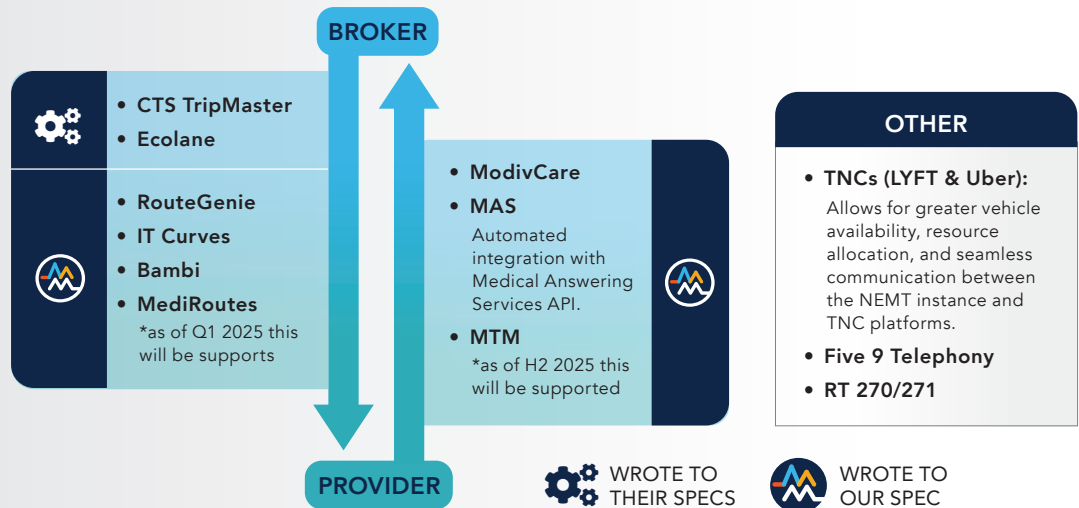 BROKER
• CTS TripMaster
• Ecolane
• RouteGenie
• IT Curves
• Bambi
• MediRoutes
*as of Q1 2025 this
will be supports
• ModivCare
• MAS
Automated
integration with
Medical Answering
Services API.
• MTM
*as of H2 2025 this
will be supported
PROVIDER
OTHER
• TNCs (LYFT & Uber):
Allows for greater vehicle
availability, resource
allocation, and seamless
communication between
the NEMT instance and
TNC platforms.
• Five 9 Telephony
• RT 270/271
WROTE TO
THEIR SPECS
WROTE TO
OUR SPEC